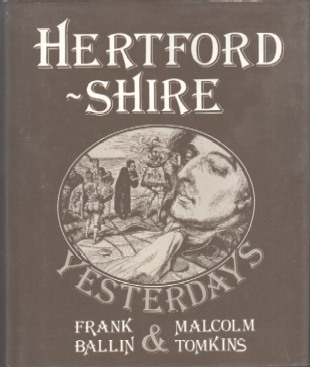 HERTFORD
~SHIRE
YESTERDAYS
FRANK BALLIN & MALCOLM TOMKINS